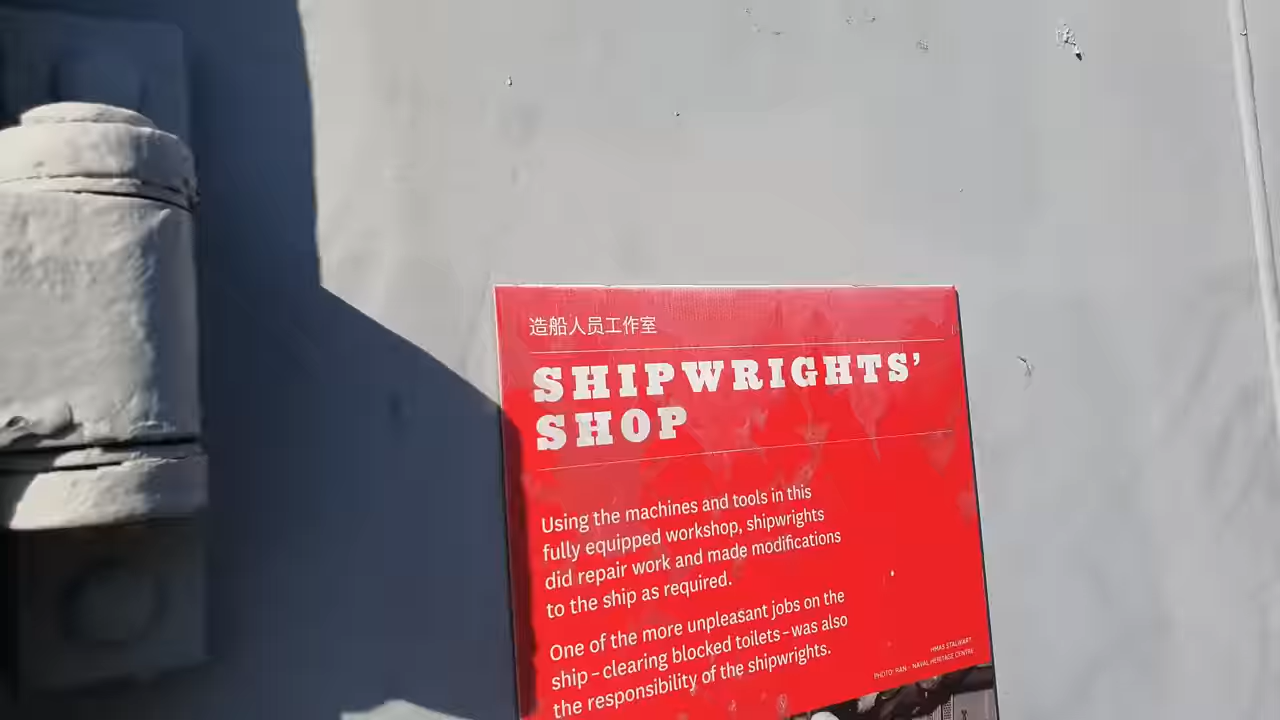 造船人员工作室
SHIPWRIGHTS’
SHOP
Using the machines and tools in this
fully equipped workshop, shipwrights
did repair work and made modifications
to the ship as required.
One of the more unpleasant jobs on the
ship – clearing blocked toilets – was also
the responsibility of the shipwrights.
HMAS STALWART.
PHOTO: RAN – NAVAL HERITAGE CENTRE